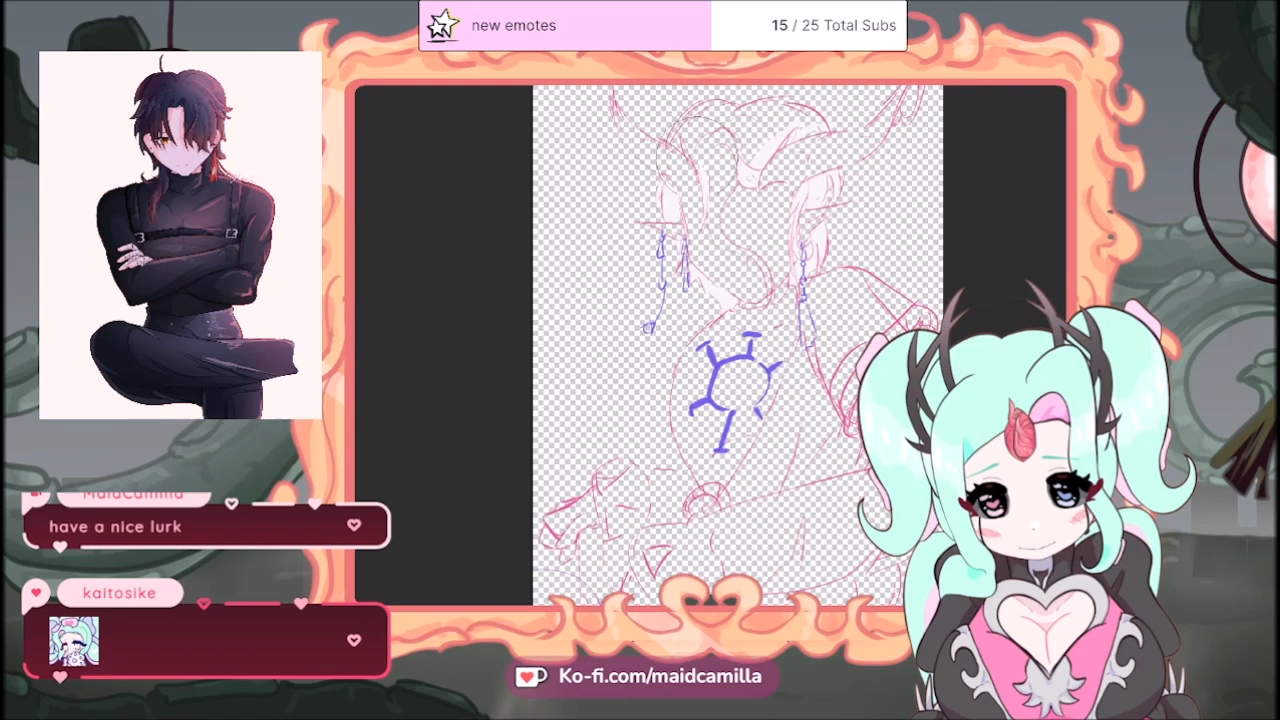 new emotes
15 / 25 Total Subs
MaidCamilla
have a nice lurk
kaitosike
Ko-fi.com/maidcamilla